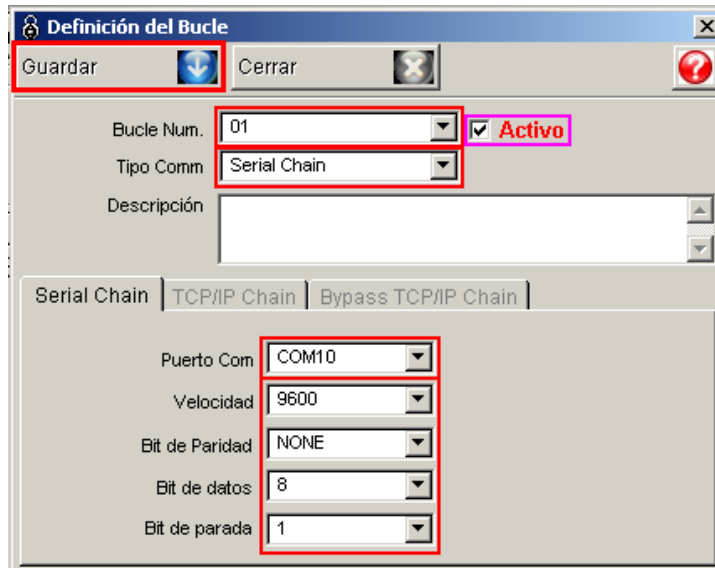 Definición del Bucle
Guardar Cerrar
Bucle Num. 01 Activo
Tipo Comm Serial Chain
Descripción
Serial Chain TCP/IP Chain Bypass TCP/IP Chain
Puerto Com COM10
Velocidad 9600
Bit de Paridad NONE
Bit de datos 8
Bit de parada 1